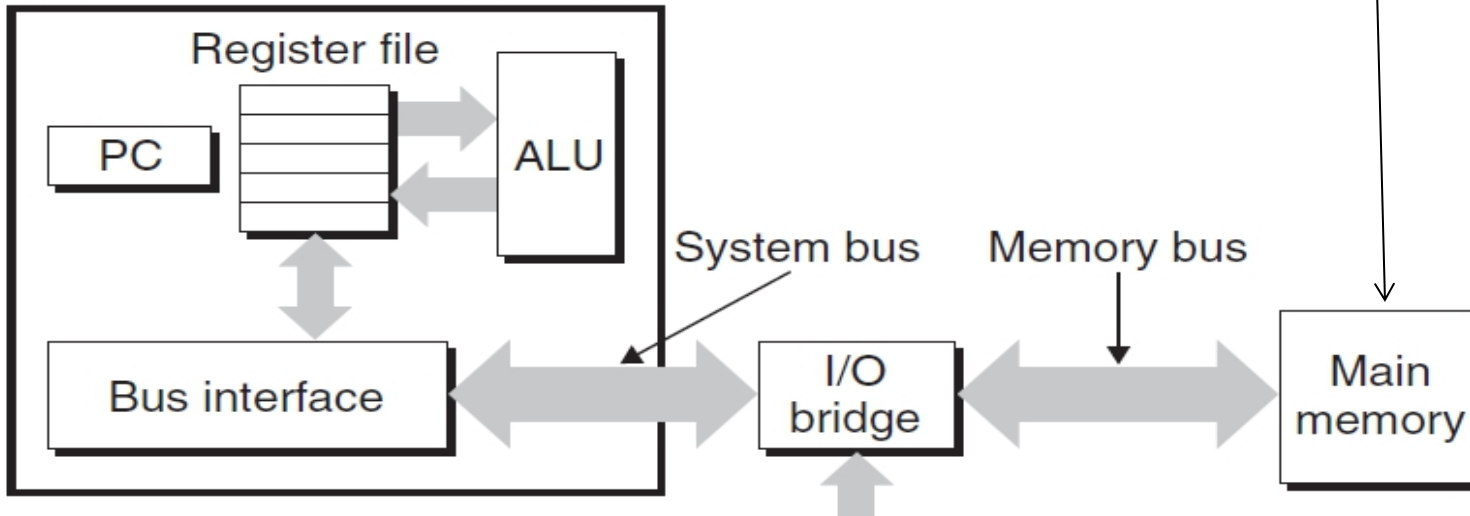 Register file
PC
ALU
System bus
Memory bus
Bus interface
I/O
bridge
Main
memory